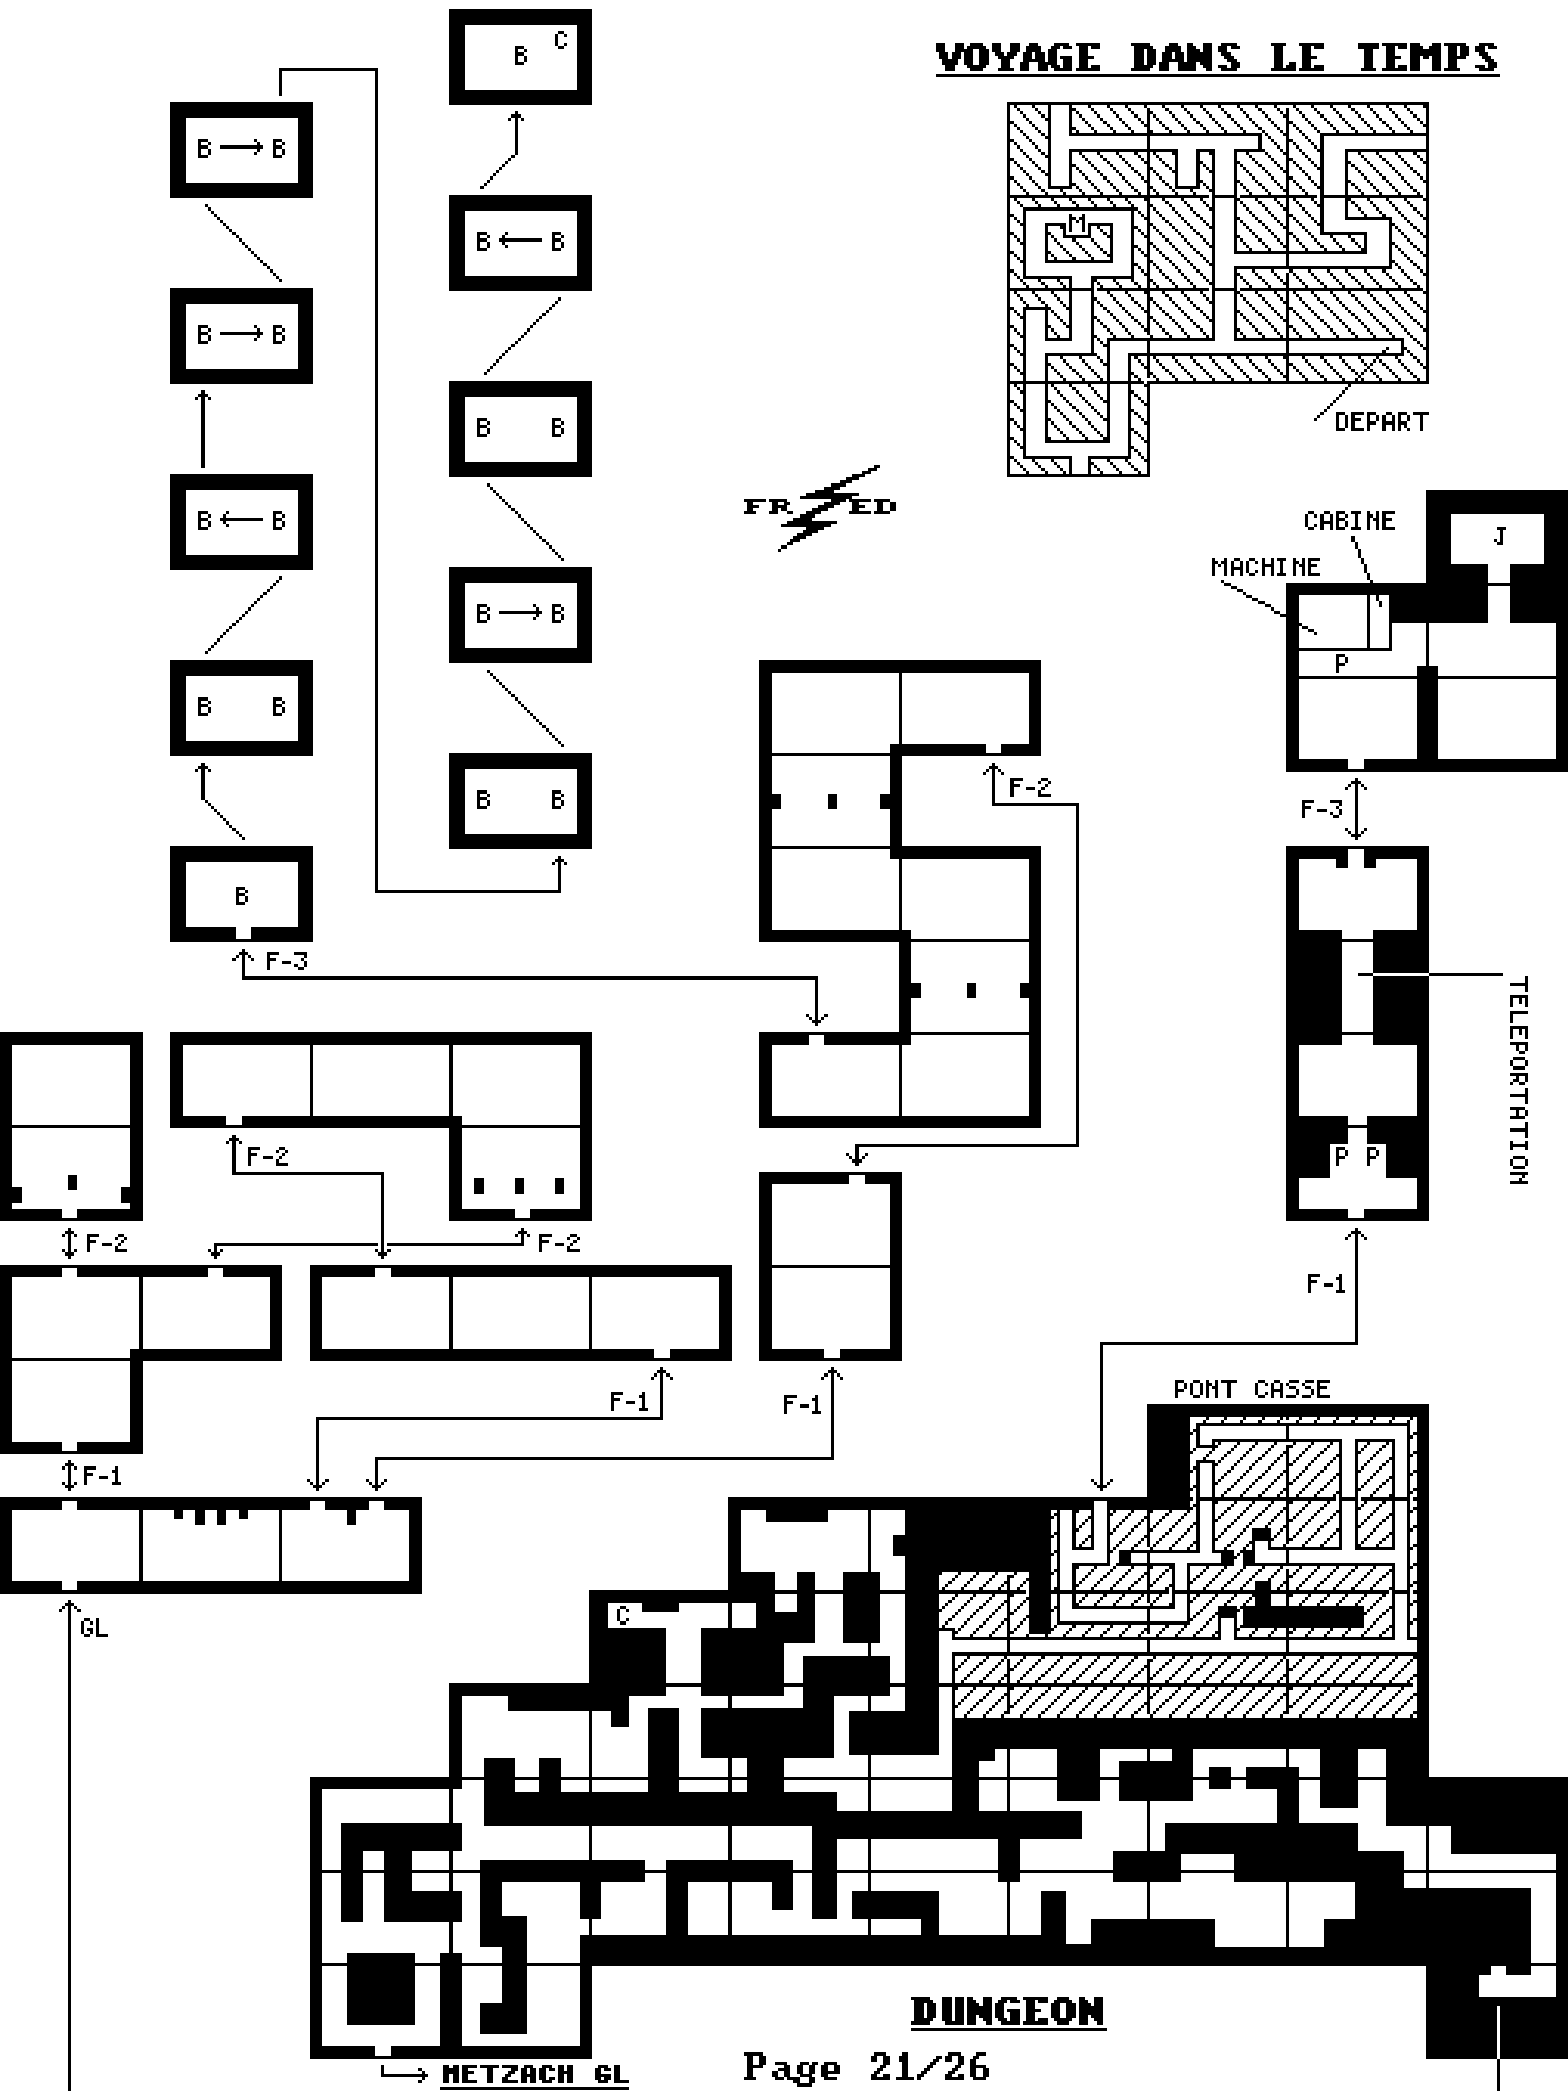 VOYAGE DANS LE TEMPS
B C
B B
B B
M
B B
B B
DEPART
B B
B B
FR ED
CABINE
J
MACHINE
P
B B
B B
B B
F-2
F-3
B
F-3
TELEPORTATION
F-2
P P
F-2
F-2
F-1
PONT CASSE
F-1
F-1
F-1
C
GL
DUNGEON
Page 21/26
METZACH GL